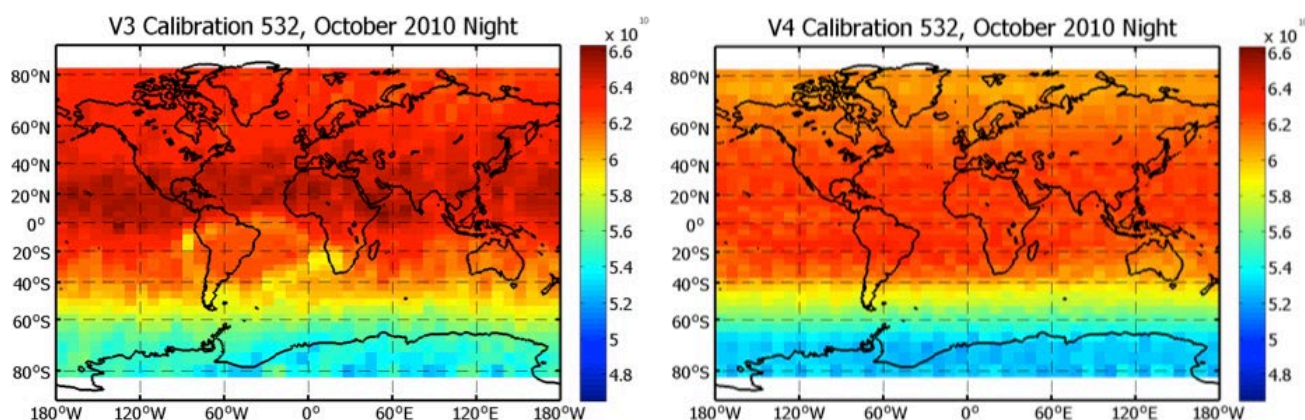 V3 Calibration 532, October 2010 Night
x 10¹⁰
80°N
60°N
40°N
20°N
0°
20°S
40°S
60°S
80°S
180°W 120°W 60°W 0° 60°E 120°E 180°W
6.6
6.4
6.2
6
5.8
5.6
5.4
5.2
5
4.8
V4 Calibration 532, October 2010 Night
x 10¹⁰
80°N
60°N
40°N
20°N
0°
20°S
40°S
60°S
80°S
180°W 120°W 60°W 0° 60°E 120°E 180°W
6.6
6.4
6.2
6
5.8
5.6
5.4
5.2
5
4.8